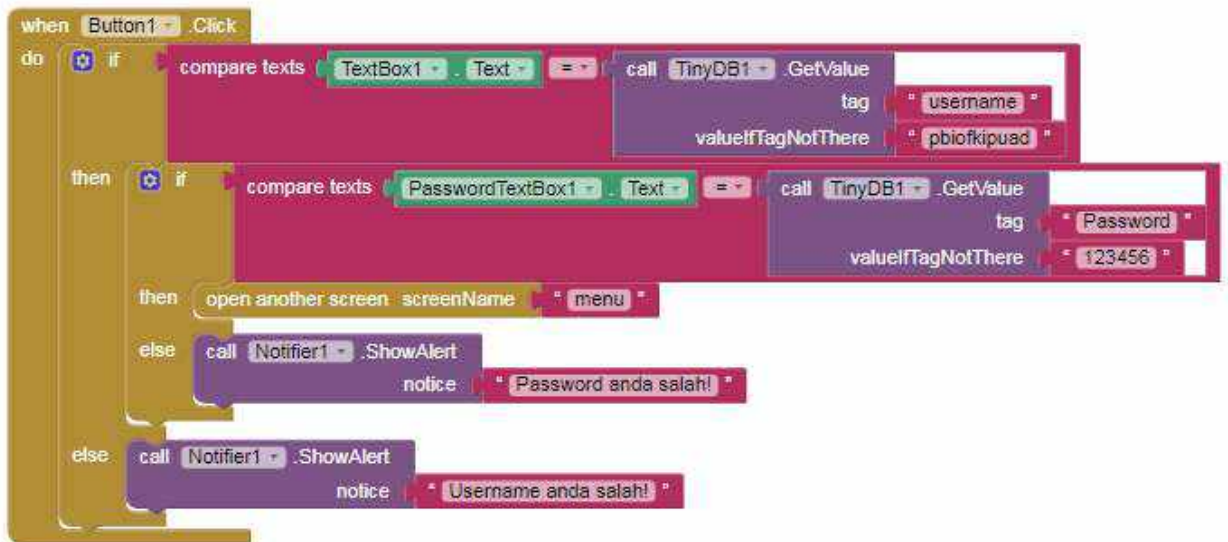 when Button1 .Click
do if compare texts TextBox1 . Text = call TinyDB1 .GetValue
tag " username "
valueIfTagNotThere " pbiofkipuad "
then if compare texts PasswordTextBox1 . Text = call TinyDB1 .GetValue
tag " Password "
valueIfTagNotThere " 123456 "
then open another screen screenName " menu "
else call Notifier1 .ShowAlert
notice " Password anda salah! "
else call Notifier1 .ShowAlert
notice " Username anda salah! "